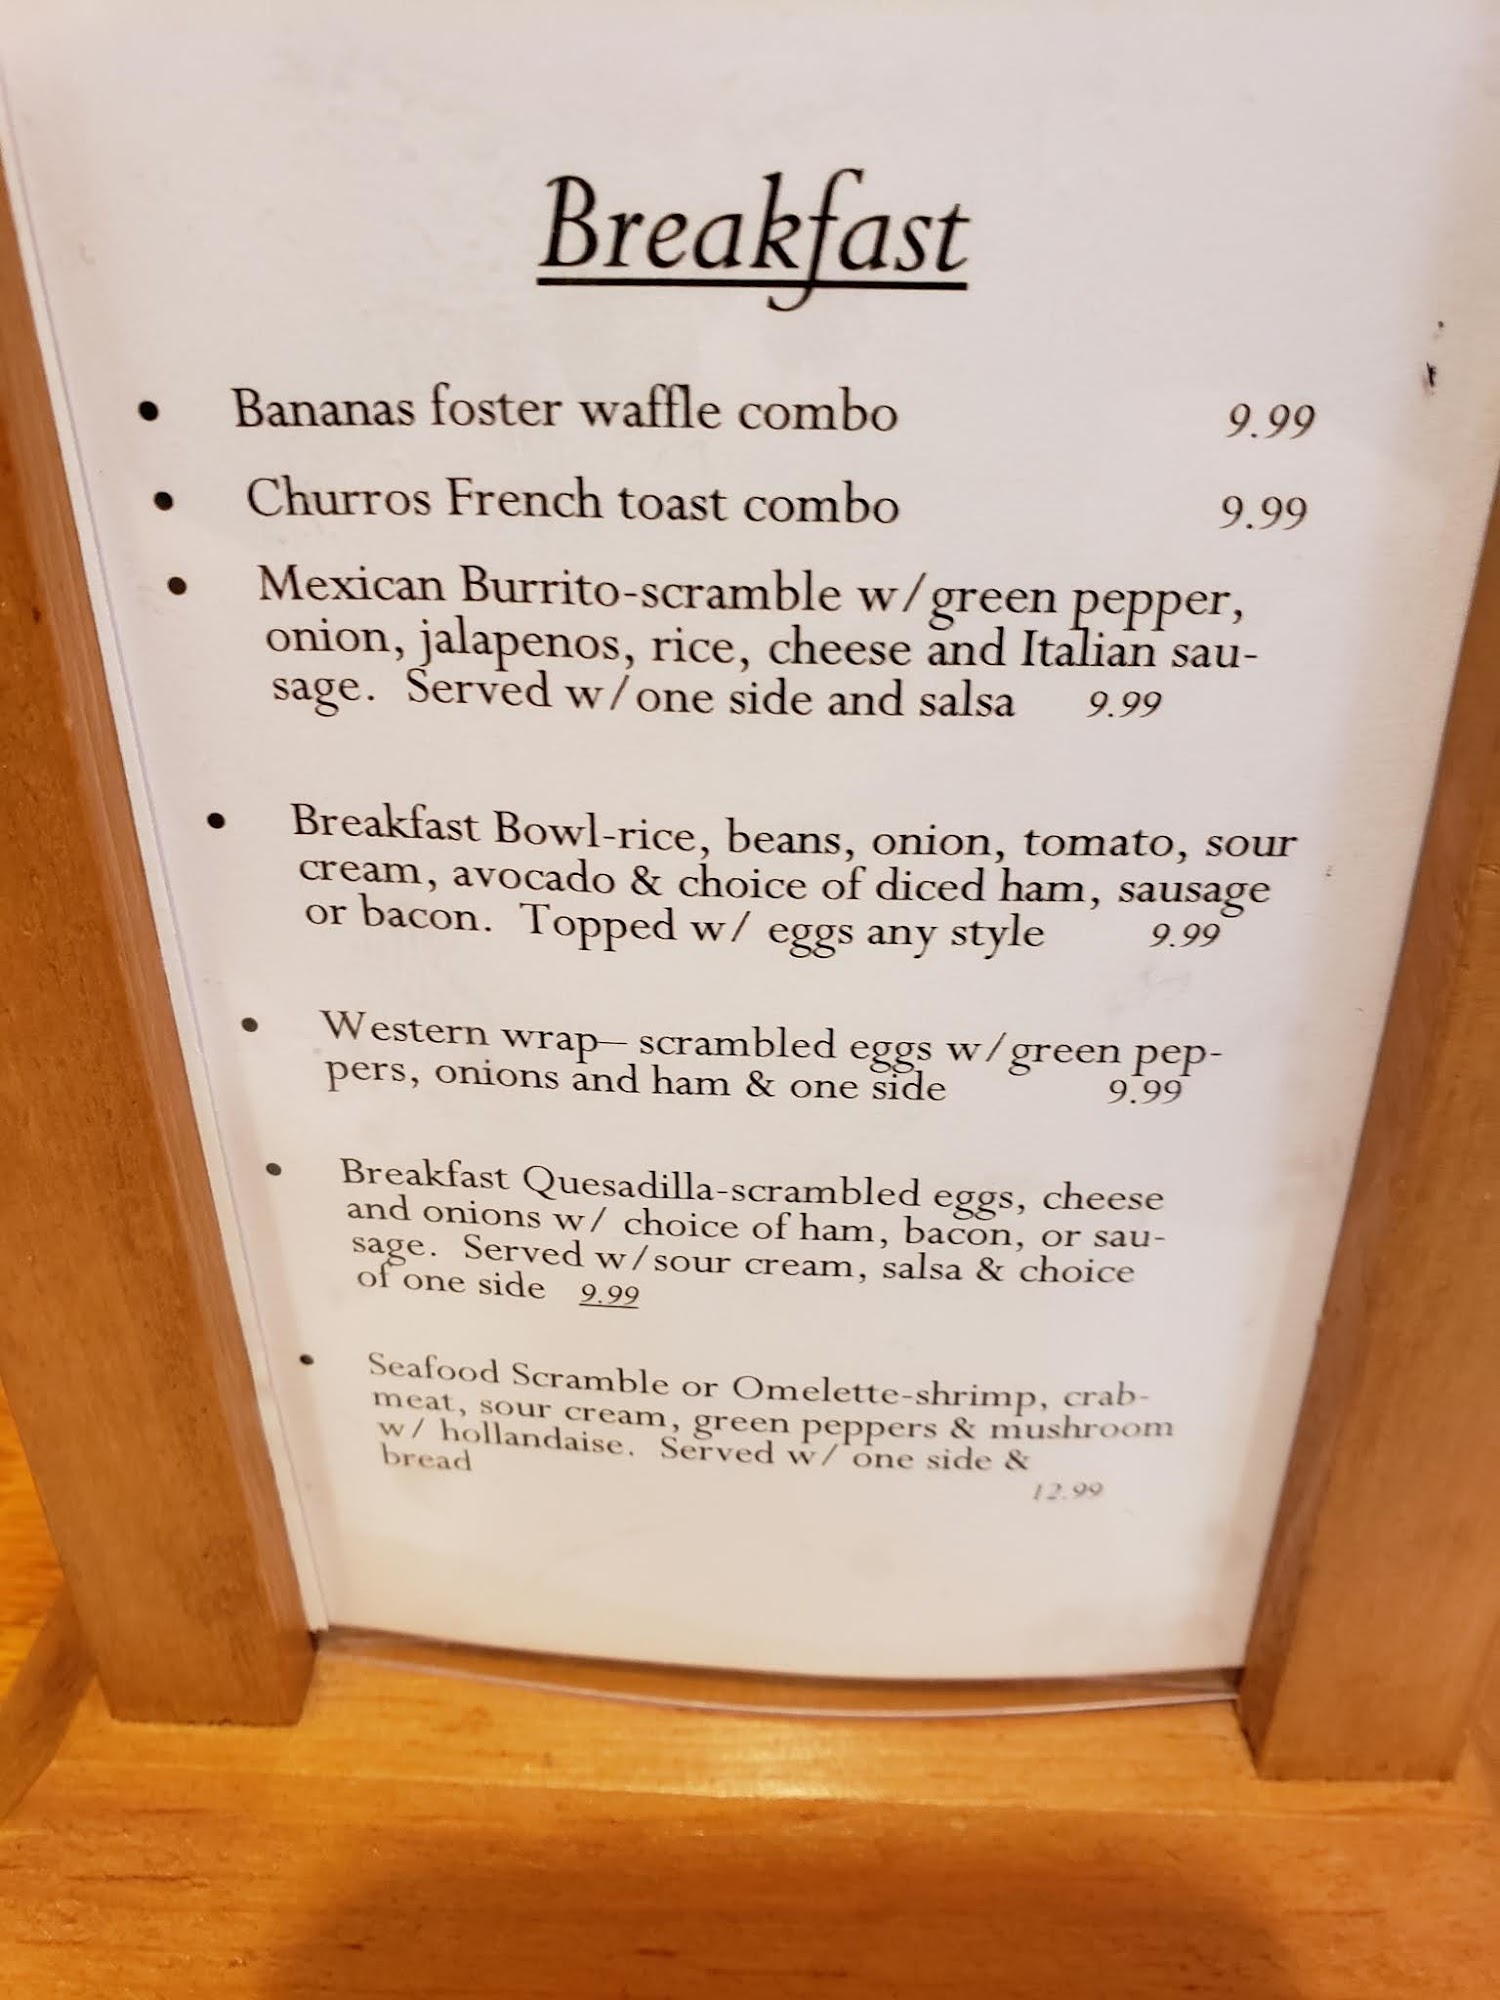 Breakfast
• Bananas foster waffle combo 9.99
• Churros French toast combo 9.99
• Mexican Burrito-scramble w/green pepper,
onion, jalapenos, rice, cheese and Italian sau-
sage. Served w/one side and salsa 9.99
• Breakfast Bowl-rice, beans, onion, tomato, sour
cream, avocado & choice of diced ham, sausage
or bacon. Topped w/ eggs any style 9.99
• Western wrap– scrambled eggs w/green pep-
pers, onions and ham & one side 9.99
• Breakfast Quesadilla-scrambled eggs, cheese
and onions w/ choice of ham, bacon, or sau-
sage. Served w/sour cream, salsa & choice
of one side 9.99
• Seafood Scramble or Omelette-shrimp, crab-
meat, sour cream, green peppers & mushroom
w/ hollandaise. Served w/ one side &
bread
12.99